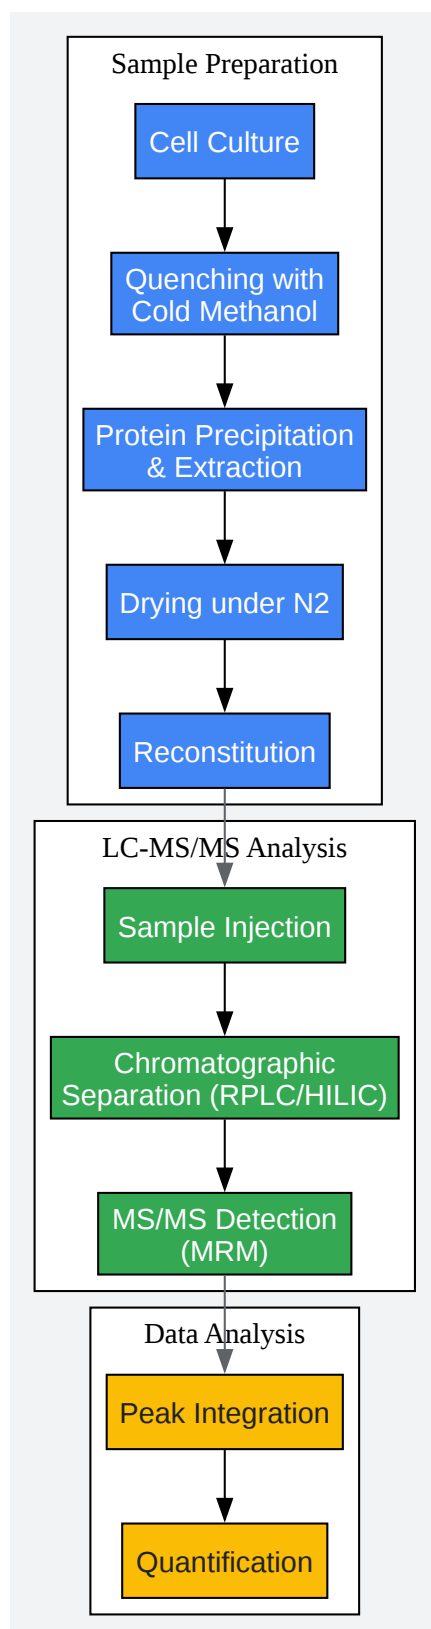 Sample Preparation
Cell Culture
Quenching with
Cold Methanol
Protein Precipitation
& Extraction
Drying under N2
Reconstitution
LC-MS/MS Analysis
Sample Injection
Chromatographic
Separation (RPLC/HILIC)
MS/MS Detection
(MRM)
Data Analysis
Peak Integration
Quantification